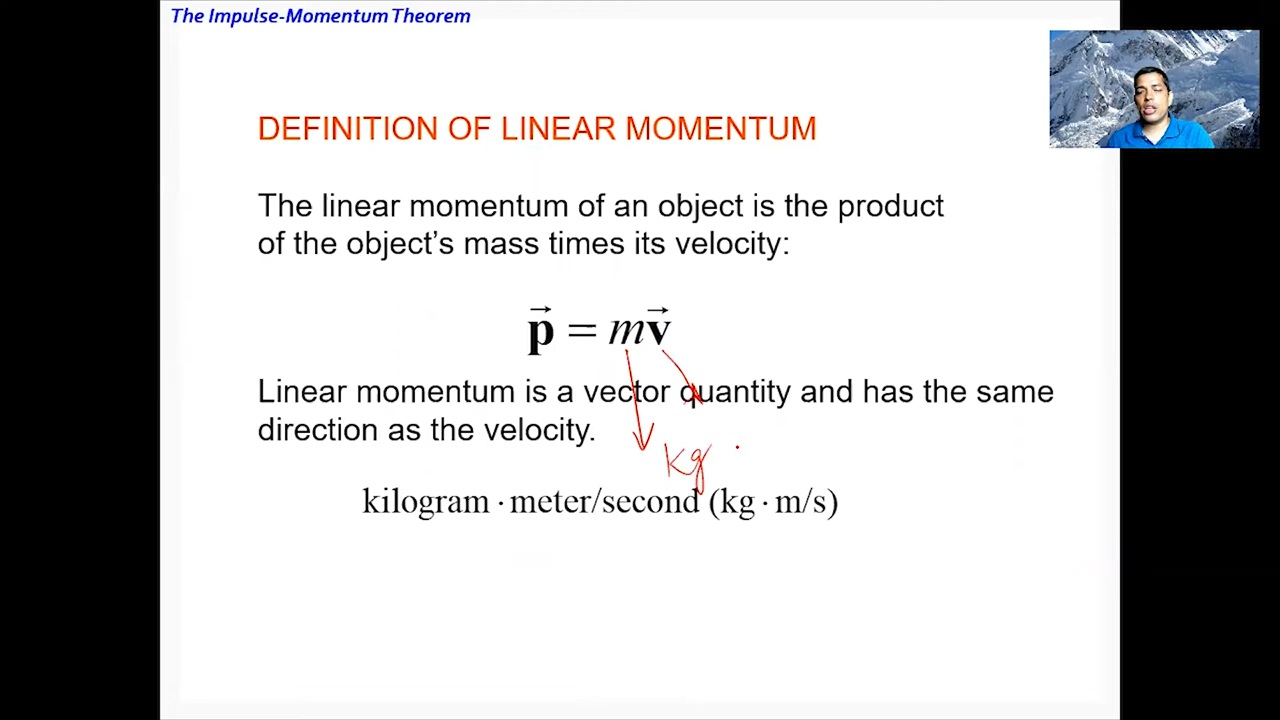 The Impulse-Momentum Theorem
DEFINITION OF LINEAR MOMENTUM
The linear momentum of an object is the product
of the object’s mass times its velocity:
p⃗ = mv⃗
Linear momentum is a vector quantity and has the same
direction as the velocity.
kg ·
kilogram · meter/second (kg · m/s)